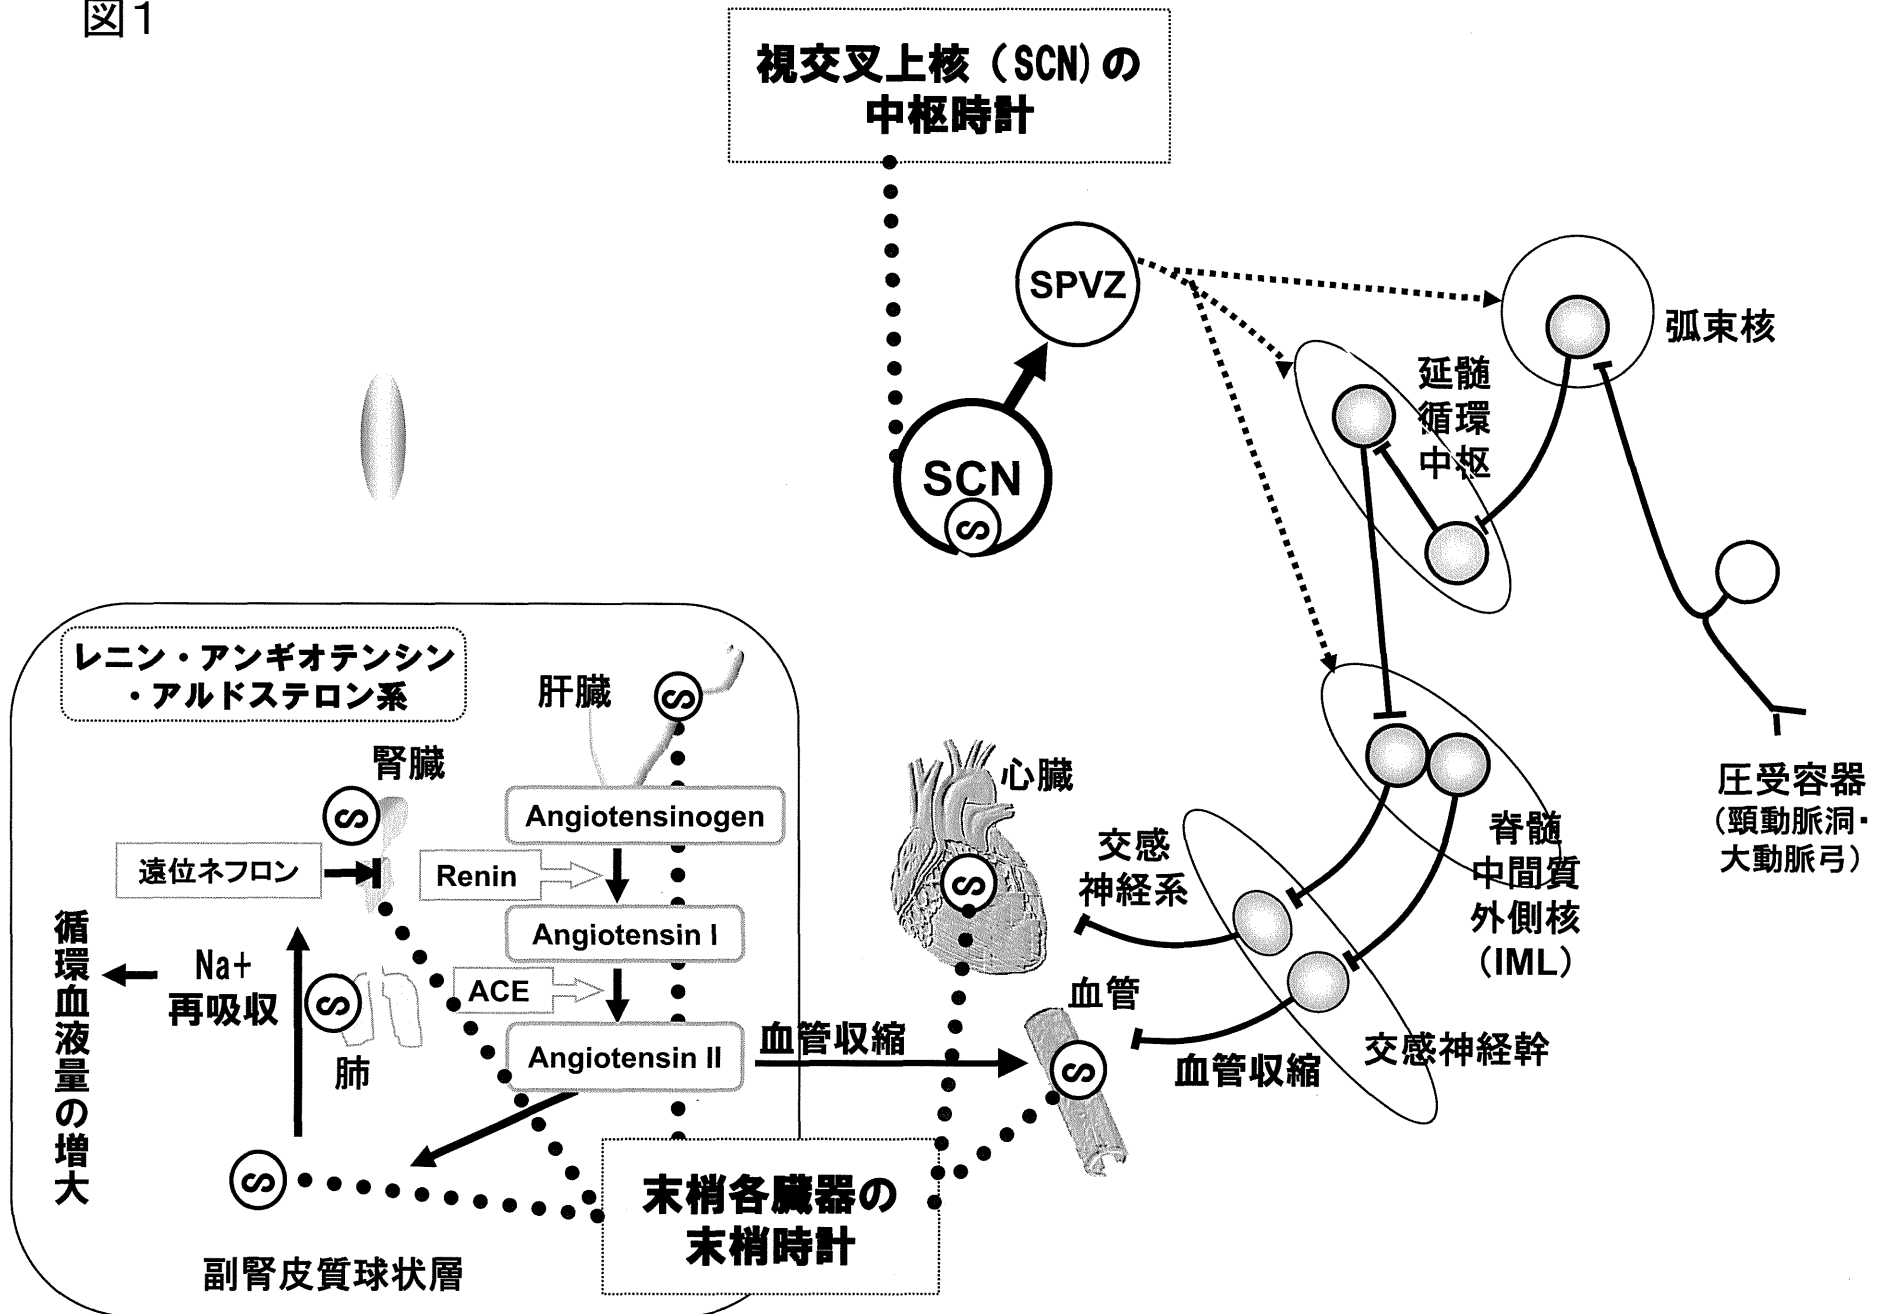 図1
視交叉上核（SCN)の
中枢時計
SPVZ
SCN
S
弧束核
延髄
循環
中枢
圧受容器
（頸動脈洞・
大動脈弓）
脊髄
中間質
外側核
（IML）
交感神経幹
交感
神経系
血管収縮
心臓
S
血管
S
レニン・アンギオテンシン
・アルドステロン系
肝臓
S
腎臓
S
遠位ネフロン
Angiotensinogen
Renin
Angiotensin I
ACE
Angiotensin II
血管収縮
循環血液量の増大
Na+
再吸収
S
肺
S
副腎皮質球状層
末梢各臓器の
末梢時計